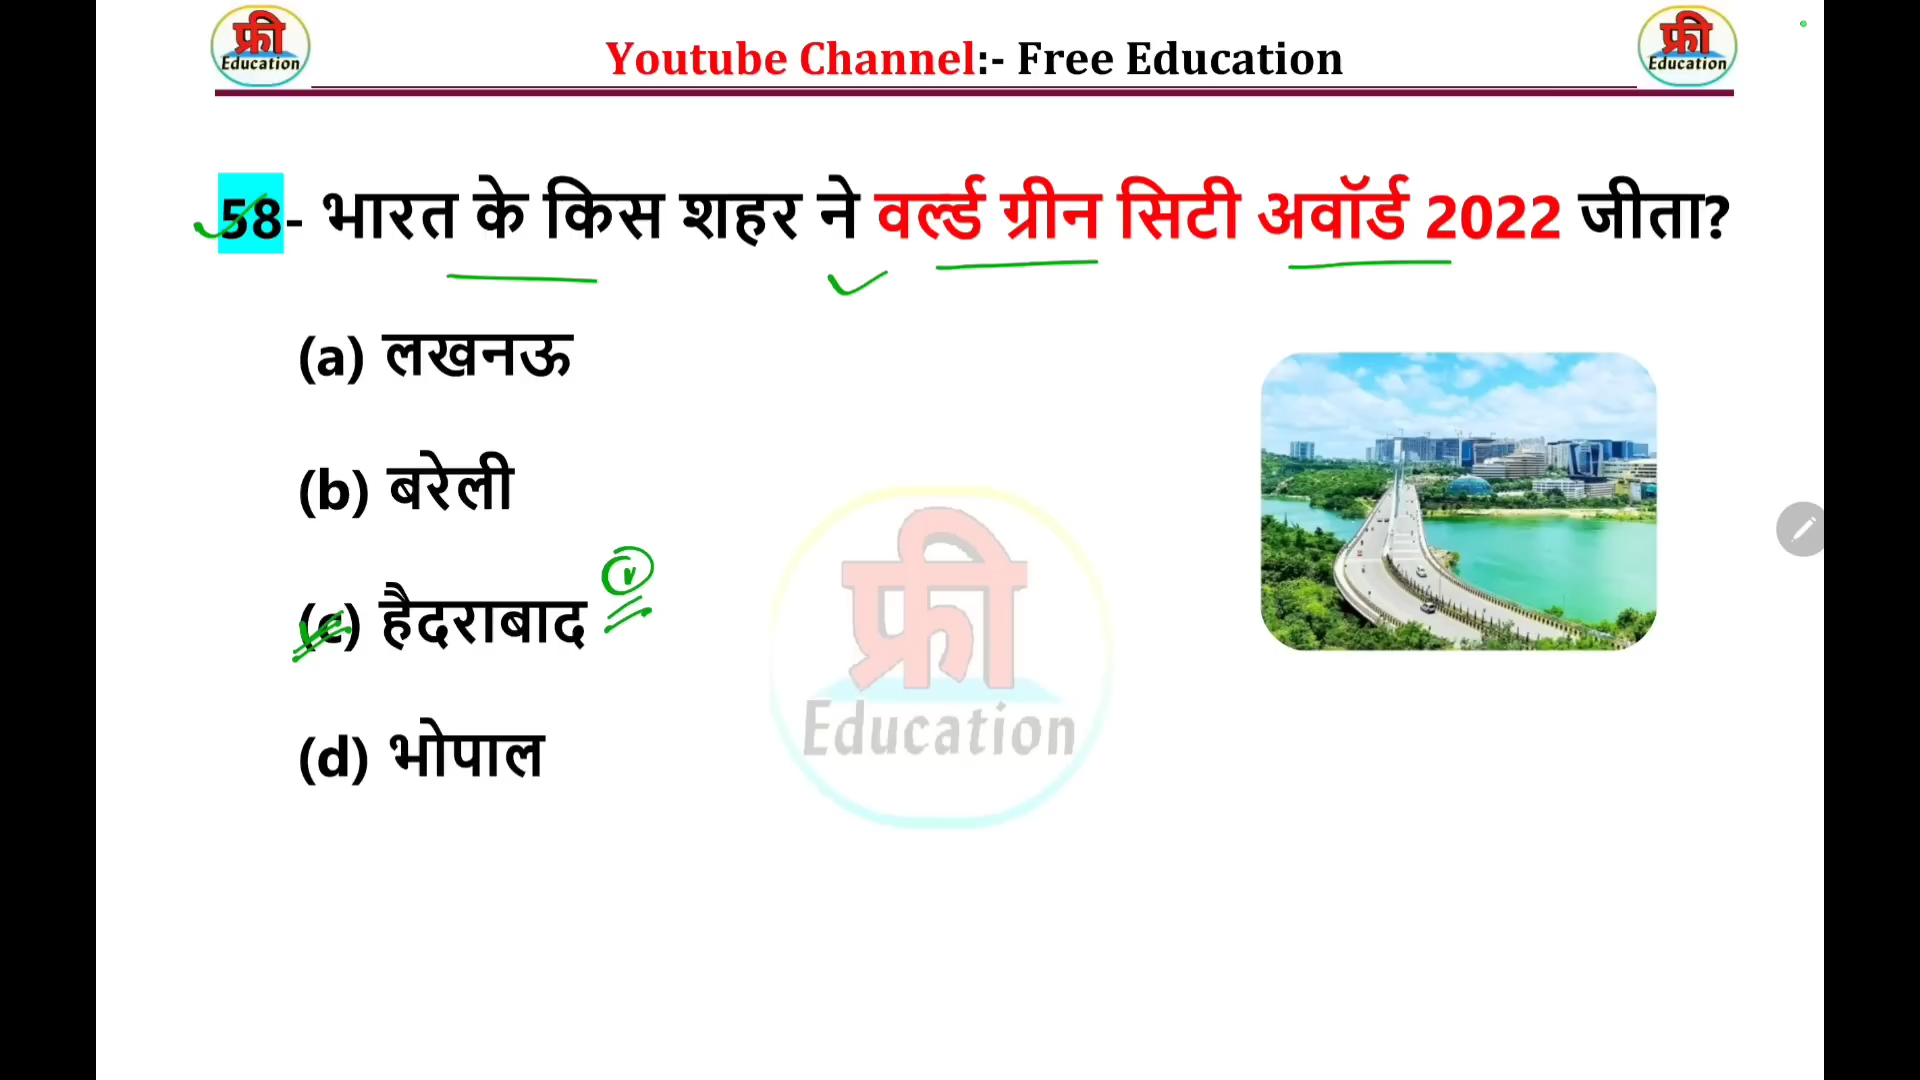 फ्री
Education
Youtube Channel:- Free Education
फ्री
Education
58- भारत के किस शहर ने वर्ल्ड ग्रीन सिटी अवॉर्ड 2022 जीता?
(a) लखनऊ
(b) बरेली
(c) हैदराबाद
(d) भोपाल
फ्री
Education